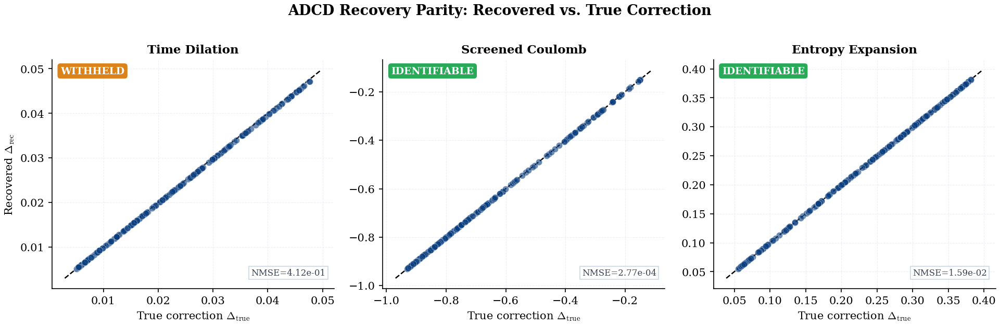 ADCD Recovery Parity: Recovered vs. True Correction
Time Dilation
WITHHELD
0.05
0.04
0.03
0.02
0.01
Recovered Δrec
NMSE=4.12e-01
0.01 0.02 0.03 0.04 0.05
True correction Δtrue
Screened Coulomb
IDENTIFIABLE
−0.2
−0.4
−0.6
−0.8
−1.0
NMSE=2.77e-04
−1.0 −0.8 −0.6 −0.4 −0.2
True correction Δtrue
Entropy Expansion
IDENTIFIABLE
0.40
0.35
0.30
0.25
0.20
0.15
0.10
0.05
NMSE=1.59e-02
0.05 0.10 0.15 0.20 0.25 0.30 0.35 0.40
True correction Δtrue